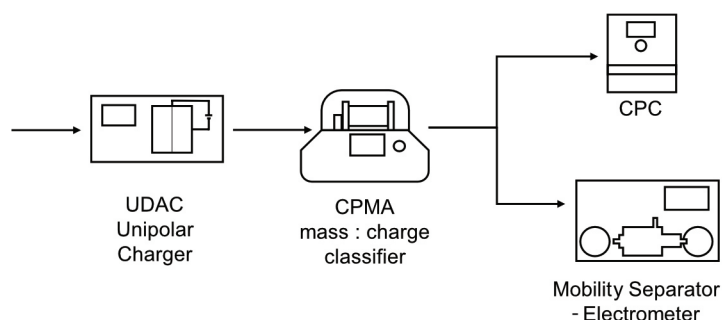 UDAC
Unipolar
Charger
CPMA
mass : charge
classifier
CPC
Mobility Separator
- Electrometer